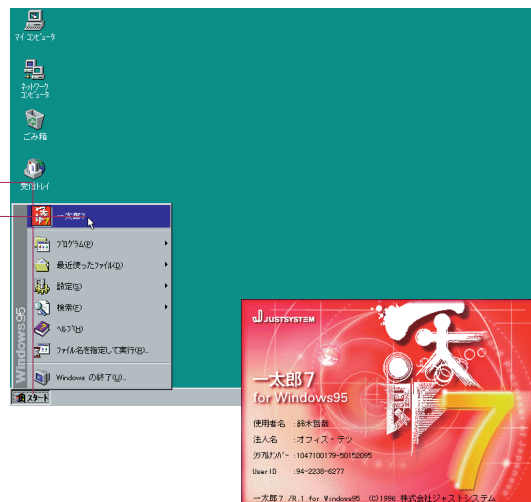 マイ コンピュータ
ネットワーク
コンピュータ
ごみ箱
受信トレイ
一太郎7
プログラム(P)
最近使ったファイル(D)
設定(S)
検索(F)
ヘルプ(H)
ファイル名を指定して実行(R)...
Windows の終了(U)...
Windows95
スタート
JUSTSYSTEM
一太郎
7
一太郎7
for Windows95
使用者名 :鈴木哲哉
法人名 :オフィス・テツ
シリアルナンバー :1047100179-50152095
User ID :94-2238-6277
一太郎7 /R.1 for Windows95 (C)1996 株式会社ジャストシステム